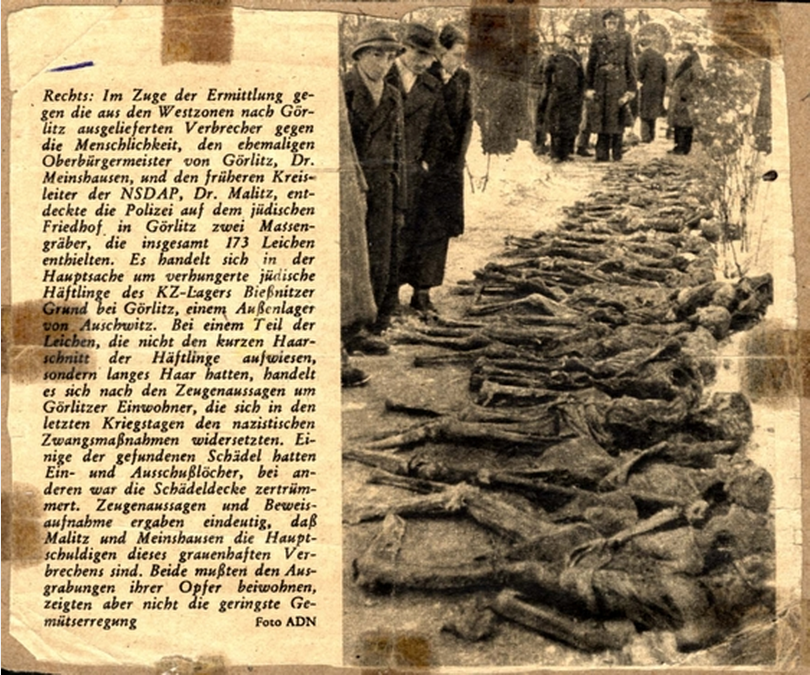 Rechts: Im Zuge der Ermittlung ge-
gen die aus den Westzonen nach Gör-
litz ausgelieferten Verbrecher gegen
die Menschlichkeit, den ehemaligen
Oberbürgermeister von Görlitz, Dr.
Meinshausen, und den früheren Kreis-
leiter der NSDAP, Dr. Malitz, ent-
deckte die Polizei auf dem jüdischen
Friedhof in Görlitz zwei Massen-
gräber, die insgesamt 173 Leichen
enthielten. Es handelt sich in der
Hauptsache um verhungerte jüdische
Häftlinge des KZ-Lagers Bießnitzer
Grund bei Görlitz, einem Außenlager
von Auschwitz. Bei einem Teil der
Leichen, die nicht den kurzen Haar-
schnitt der Häftlinge aufwiesen,
sondern langes Haar hatten, handelt
es sich nach den Zeugenaussagen um
Görlitzer Einwohner, die sich in den
letzten Kriegstagen den nazistischen
Zwangsmaßnahmen widersetzten. Ei-
nige der gefundenen Schädel hatten
Ein- und Ausschußlöcher, bei an-
deren war die Schädeldecke zertrüm-
mert. Zeugenaussagen und Beweis-
aufnahme ergaben eindeutig, daß
Malitz und Meinshausen die Haupt-
schuldigen dieses grauenhaften Ver-
brechens sind. Beide mußten den Aus-
grabungen ihrer Opfer beiwohnen,
zeigten aber nicht die geringste Ge-
mütserregung Foto ADN